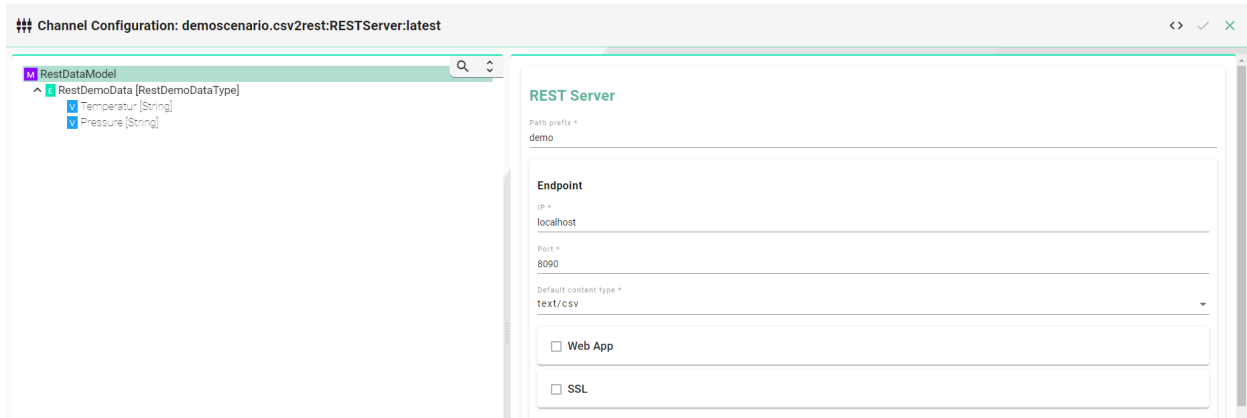 Channel Configuration: demoscenario.csv2rest:RESTServer:latest
M RestDataModel
E RestDemoData [RestDemoDataType]
V Temperatur [String]
V Pressure [String]
REST Server
Path prefix *
demo
Endpoint
IP *
localhost
Port *
8090
Default content type *
text/csv
Web App
SSL